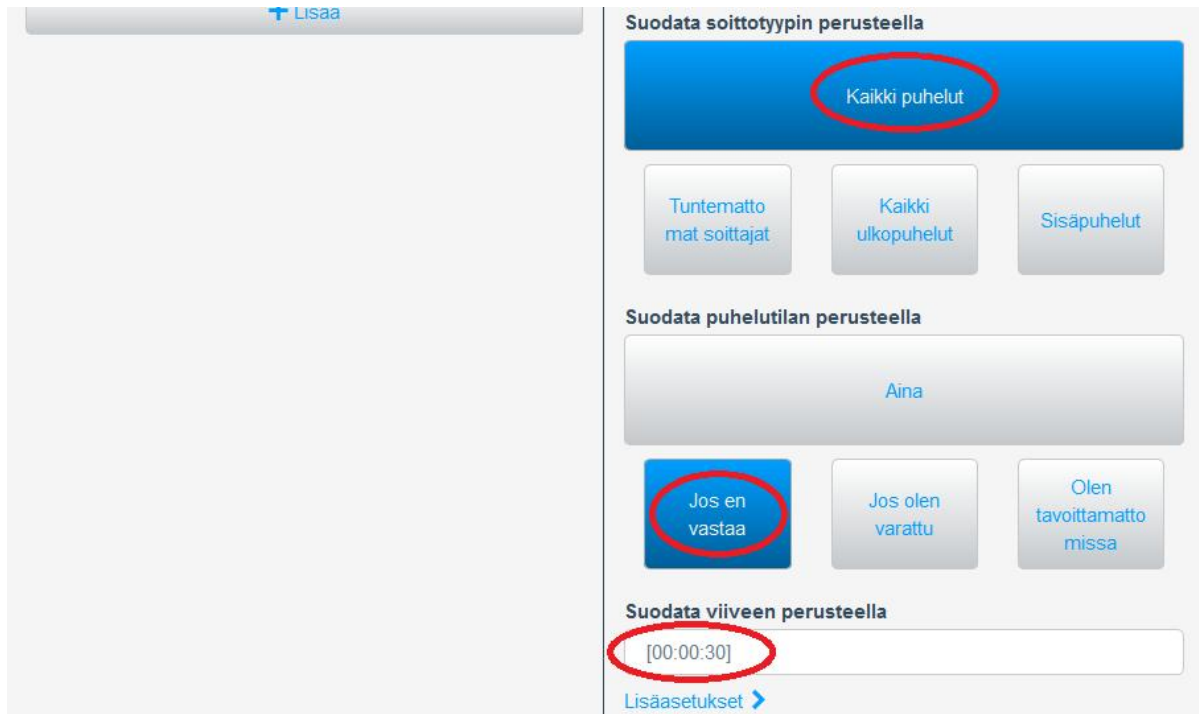 + Lisää
Suodata soittotyypin perusteella
Kaikki puhelut
Tuntematto
mat soittajat
Kaikki
ulkopuhelut
Sisäpuhelut
Suodata puhelutilan perusteella
Aina
Jos en
vastaa
Jos olen
varattu
Olen
tavoittamatto
missa
Suodata viiveen perusteella
[00:00:30]
Lisäasetukset >